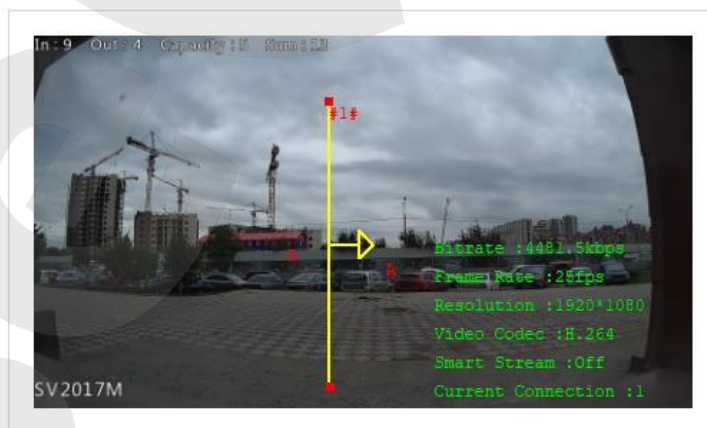 In:9 Out:4 Capacity:5 Sum:13
#1#
Bitrate :4481.5kbps
Frame Rate :25fps
Resolution :1920*1080
Video Codec :H.264
Smart Stream :Off
Current Connection :1
SV2017M